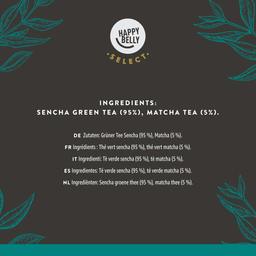 HAPPY
BELLY
SELECT
INGREDIENTS:
SENCHA GREEN TEA (95%), MATCHA TEA (5%).
DE Zutaten: Grüner Tee Sencha (95 %), Matcha (5 %).
FR Ingrédients : Thé vert sencha (95 %), thé vert matcha (5 %).
IT Ingredienti: Tè verde sencha (95 %), tè matcha (5 %).
ES Ingredientes: Té verde sencha (95 %), té verde matcha (5 %).
NL Ingrediënten: Sencha groene thee (95 %), matcha thee (5 %).